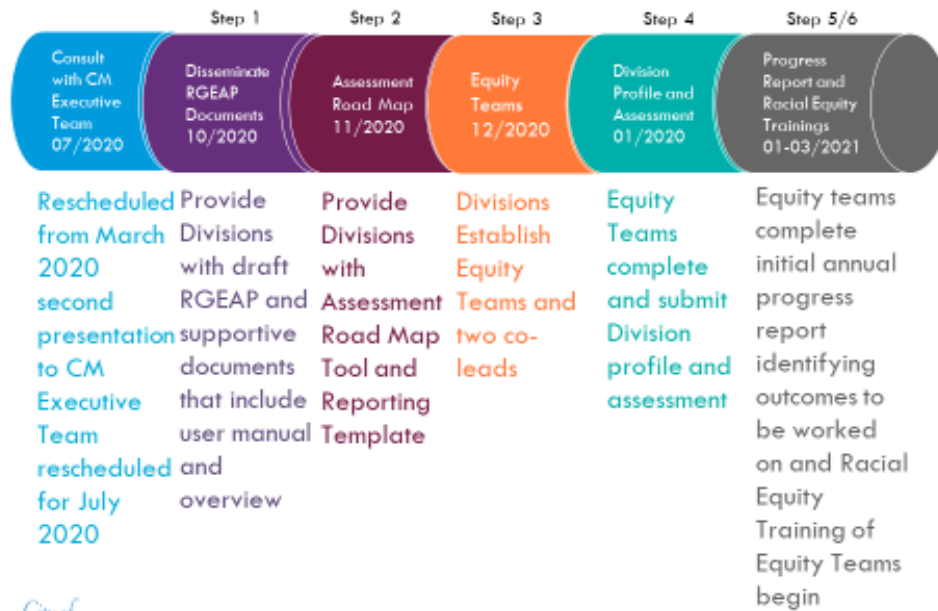 Step 1
Step 2
Step 3
Step 4
Step 5/6
Consult
with CM
Executive
Team
07/2020
Disseminate
RGEAP
Documents
10/2020
Assessment
Road Map
11/2020
Equity
Teams
12/2020
Division
Profile and
Assessment
01/2020
Progress
Report and
Racial Equity
Trainings
01-03/2021
Rescheduled
from March
2020
second
presentation
to CM
Executive
Team
rescheduled
for July
2020
Provide
Divisions
with draft
RGEAP and
supportive
documents
that include
user manual
and
overview
Provide
Divisions
with
Assessment
Road Map
Tool and
Reporting
Template
Divisions
Establish
Equity
Teams and
two co-
leads
Equity
Teams
complete
and submit
Division
profile and
assessment
Equity teams
complete
initial annual
progress
report
identifying
outcomes to
be worked
on and Racial
Equity
Training of
Equity Teams
begin